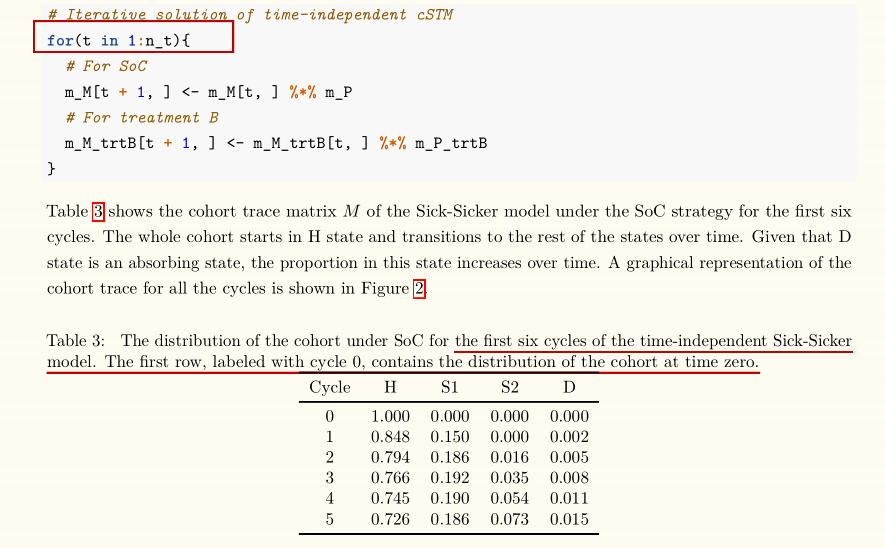 # Iterative solution of time-independent cSTM
for(t in 1:n_t){
# For SoC
m_M[t + 1, ] <- m_M[t, ] %*% m_P
# For treatment B
m_M_trtB[t + 1, ] <- m_M_trtB[t, ] %*% m_P_trtB
}
Table 3 shows the cohort trace matrix M of the Sick-Sicker model under the SoC strategy for the first six
cycles. The whole cohort starts in H state and transitions to the rest of the states over time. Given that D
state is an absorbing state, the proportion in this state increases over time. A graphical representation of the
cohort trace for all the cycles is shown in Figure 2.
Table 3: The distribution of the cohort under SoC for the first six cycles of the time-independent Sick-Sicker
model. The first row, labeled with cycle 0, contains the distribution of the cohort at time zero.
Cycle H S1 S2 D
0 1.000 0.000 0.000 0.000
1 0.848 0.150 0.000 0.002
2 0.794 0.186 0.016 0.005
3 0.766 0.192 0.035 0.008
4 0.745 0.190 0.054 0.011
5 0.726 0.186 0.073 0.015